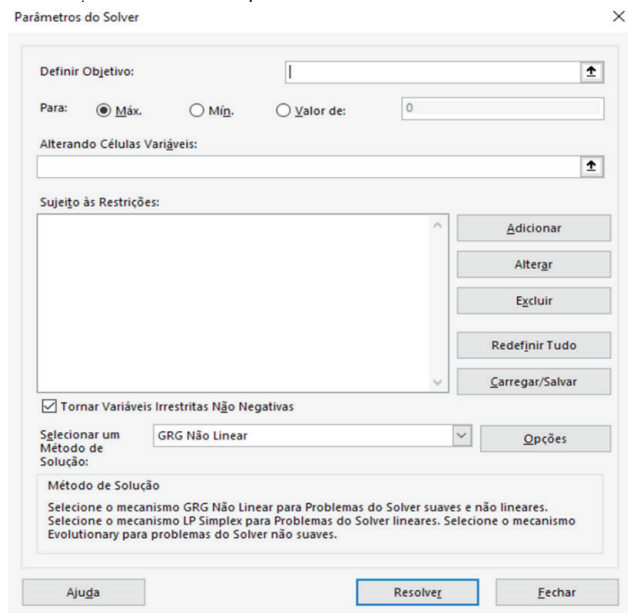 Parâmetros do Solver
Definir Objetivo:
Para: Máx. Mín. Valor de: 0
Alterando Células Variáveis:
Sujeito às Restrições:
Adicionar
Alterar
Excluir
Redefinir Tudo
Carregar/Salvar
Tornar Variáveis Irrestritas Não Negativas
Selecionar um
Método de
Solução:
GRG Não Linear
Opções
Método de Solução
Selecione o mecanismo GRG Não Linear para Problemas do Solver suaves e não lineares.
Selecione o mecanismo LP Simplex para Problemas do Solver lineares. Selecione o mecanismo
Evolutionary para problemas do Solver não suaves.
Ajuda Resolver Fechar